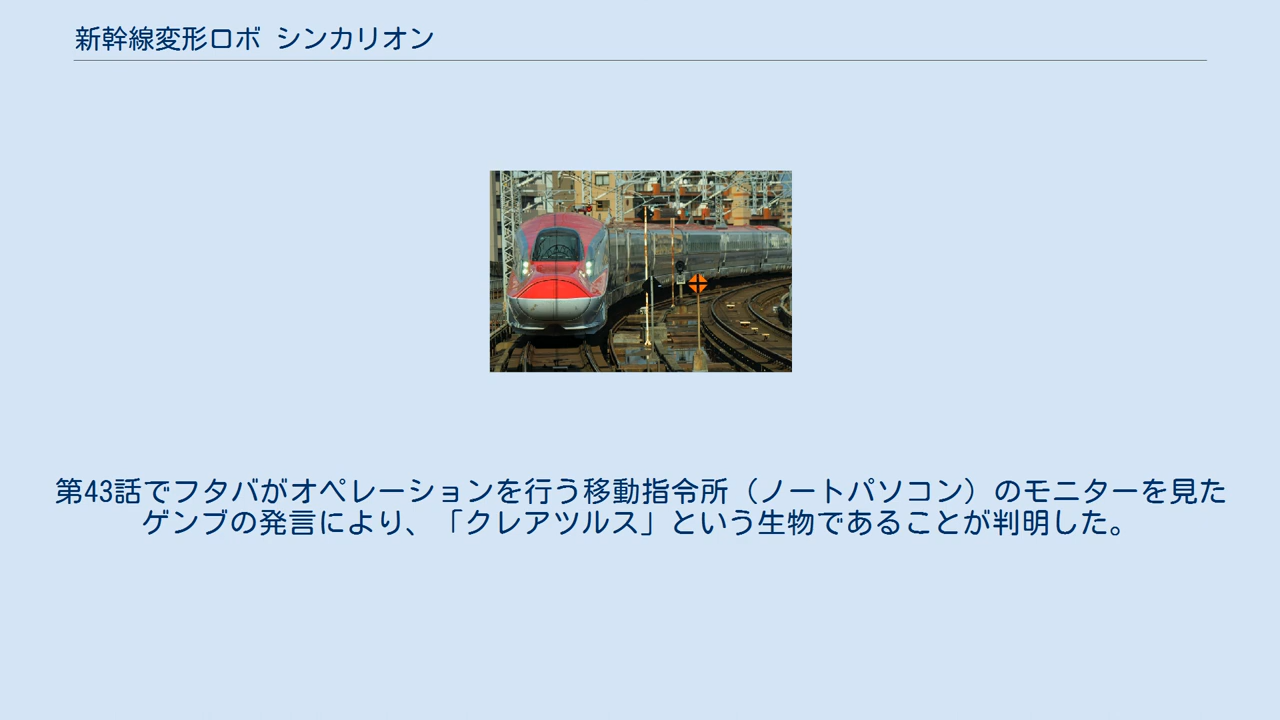 新幹線変形ロボ シンカリオン
第43話でフタバがオペレーションを行う移動指令所（ノートパソコン）のモニターを見た
ゲンブの発言により、「クレアツルス」という生物であることが判明した。